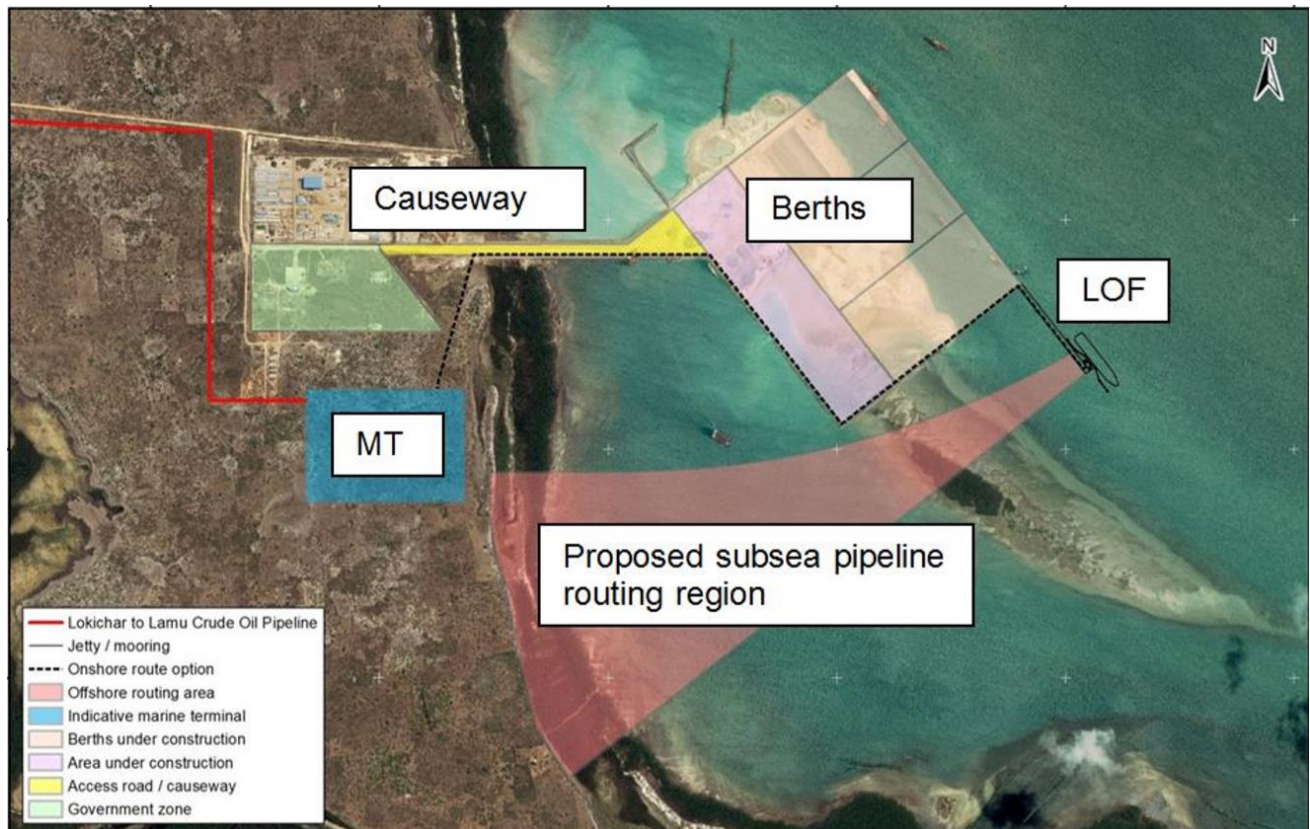 N
Causeway
Berths
LOF
MT
Proposed subsea pipeline
routing region
Lokichar to Lamu Crude Oil Pipeline
Jetty / mooring
Onshore route option
Offshore routing area
Indicative marine terminal
Berths under construction
Area under construction
Access road / causeway
Government zone